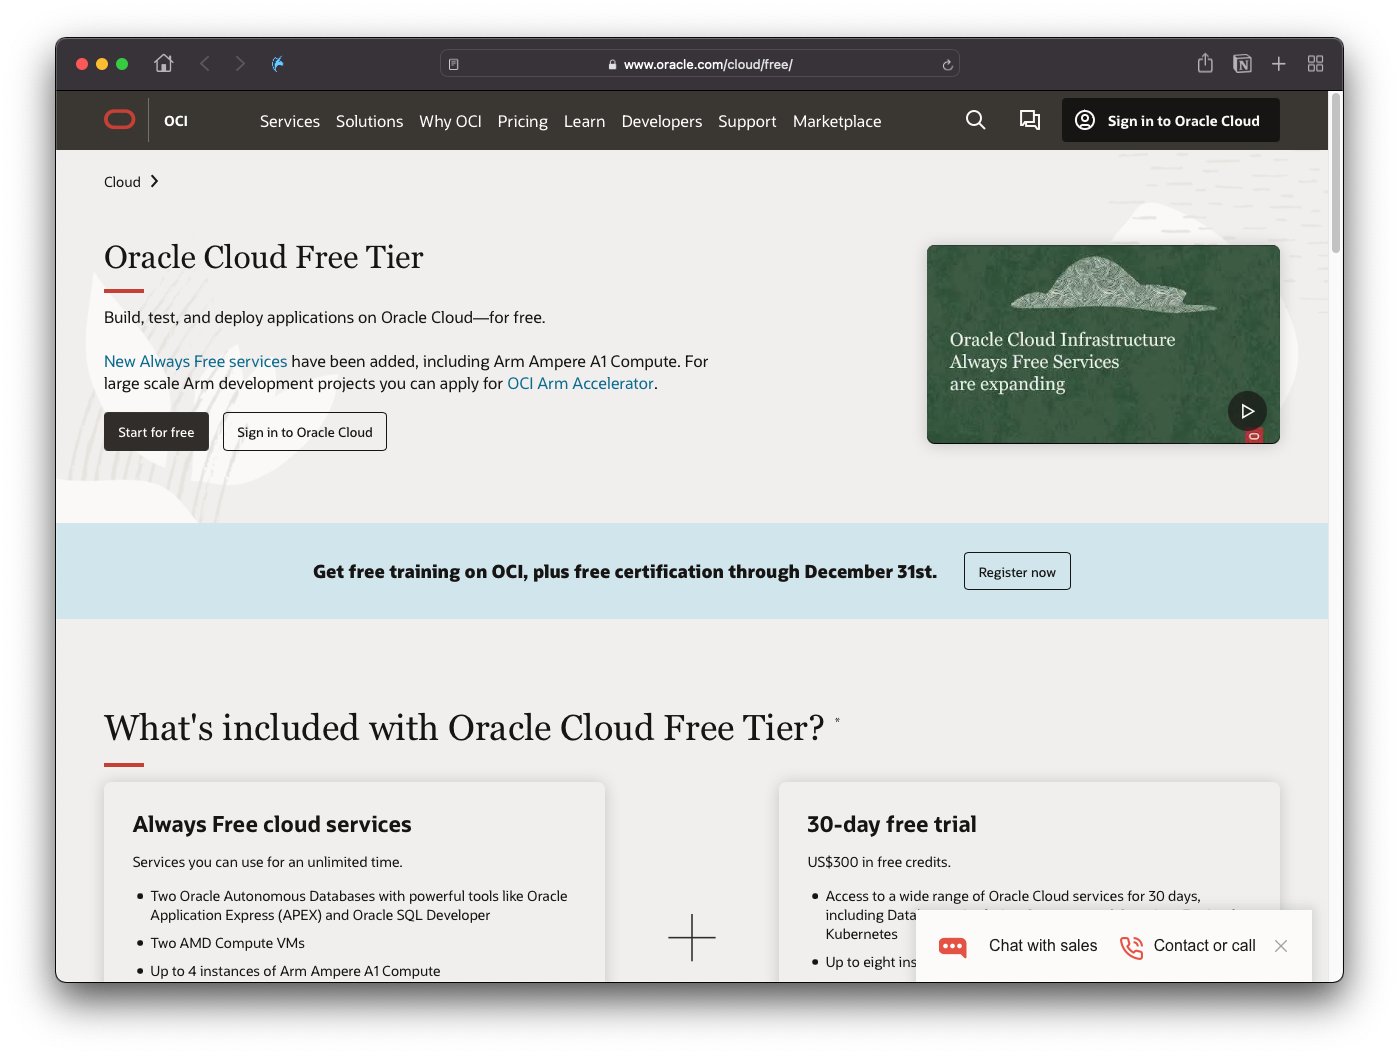 www.oracle.com/cloud/free/
OCI
Services
Solutions
Why OCI
Pricing
Learn
Developers
Support
Marketplace
Sign in to Oracle Cloud
Cloud
Oracle Cloud Free Tier
Build, test, and deploy applications on Oracle Cloud—for free.
New Always Free services have been added, including Arm Ampere A1 Compute. For
large scale Arm development projects you can apply for OCI Arm Accelerator.
Start for free
Sign in to Oracle Cloud
Oracle Cloud Infrastructure
Always Free Services
are expanding
Get free training on OCI, plus free certification through December 31st.
Register now
What's included with Oracle Cloud Free Tier? *
Always Free cloud services
Services you can use for an unlimited time.
Two Oracle Autonomous Databases with powerful tools like Oracle
Application Express (APEX) and Oracle SQL Developer
Two AMD Compute VMs
Up to 4 instances of Arm Ampere A1 Compute
30-day free trial
US$300 in free credits.
Access to a wide range of Oracle Cloud services for 30 days,
including
Kubernetes
Up to eight
Chat with sales
Contact or call